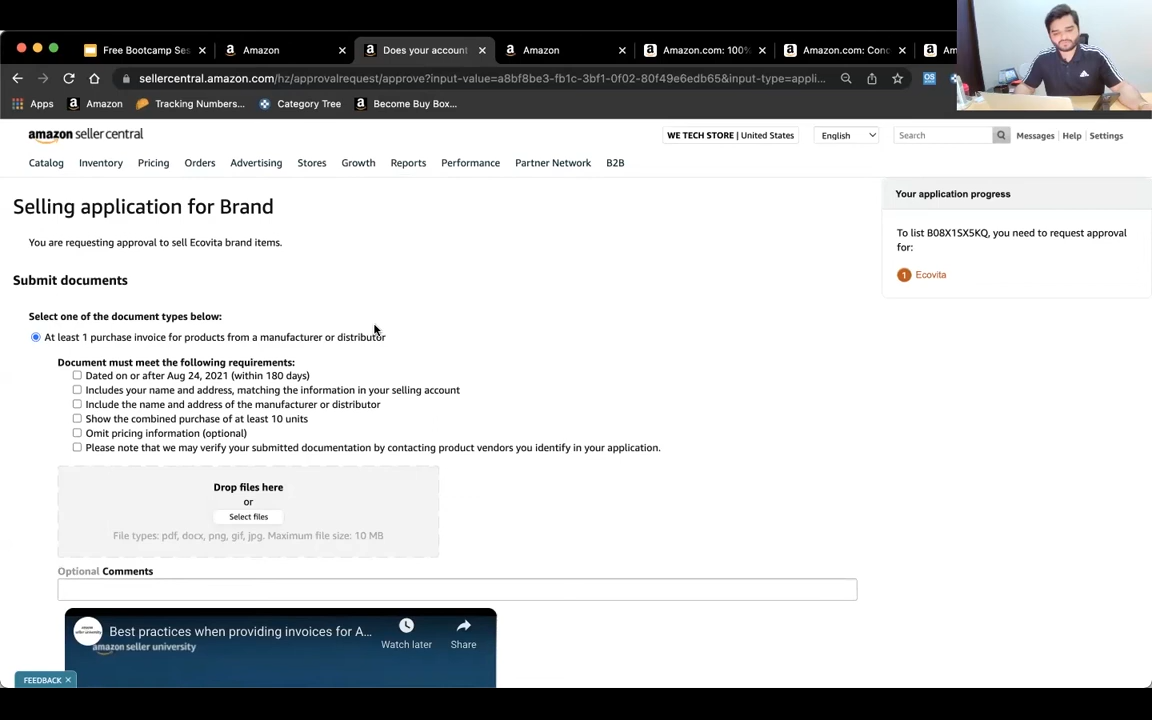 Free Bootcamp Ses
Amazon
Does your account
Amazon
Amazon.com: 100%
Amazon.com: Conc
Am
sellercentral.amazon.com/hz/approvalrequest/approve?input-value=a8bf8be3-fb1c-3bf1-0f02-80f49e6edb65&input-type=appli...
OS
Apps
Amazon
Tracking Numbers...
Category Tree
Become Buy Box...
amazon seller central
WE TECH STORE | United States
English
Search
Messages
Help
Settings
Catalog
Inventory
Pricing
Orders
Advertising
Stores
Growth
Reports
Performance
Partner Network
B2B
Selling application for Brand
Your application progress
To list B08X1SX5KQ, you need to request approval
for:
1 Ecovita
You are requesting approval to sell Ecovita brand items.
Submit documents
Select one of the document types below:
At least 1 purchase invoice for products from a manufacturer or distributor
Document must meet the following requirements:
Dated on or after Aug 24, 2021 (within 180 days)
Includes your name and address, matching the information in your selling account
Include the name and address of the manufacturer or distributor
Show the combined purchase of at least 10 units
Omit pricing information (optional)
Please note that we may verify your submitted documentation by contacting product vendors you identify in your application.
Drop files here
or
Select files
File types: pdf, docx, png, gif, jpg. Maximum file size: 10 MB
Optional Comments
Best practices when providing invoices for A...
amazon seller university
Watch later
Share
FEEDBACK